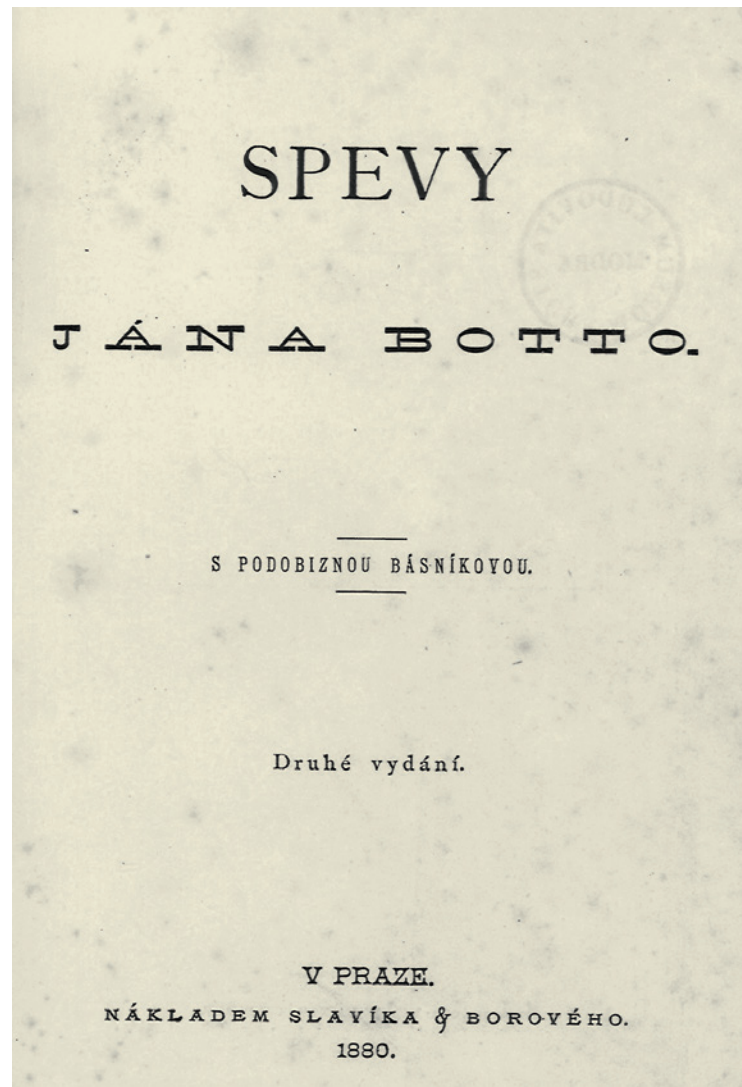 SPEVY
JÁNA BOTTO.
S PODOBIZNOU BÁSNÍKOVOU.
Druhé vydání.
V PRAZE.
NÁKLADEM SLAVÍKA & BOROVÉHO.
1880.